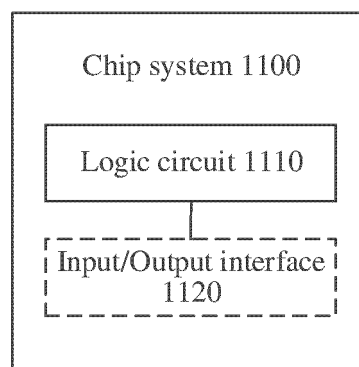 Chip system 1100
Logic circuit 1110
Input/Output interface
1120